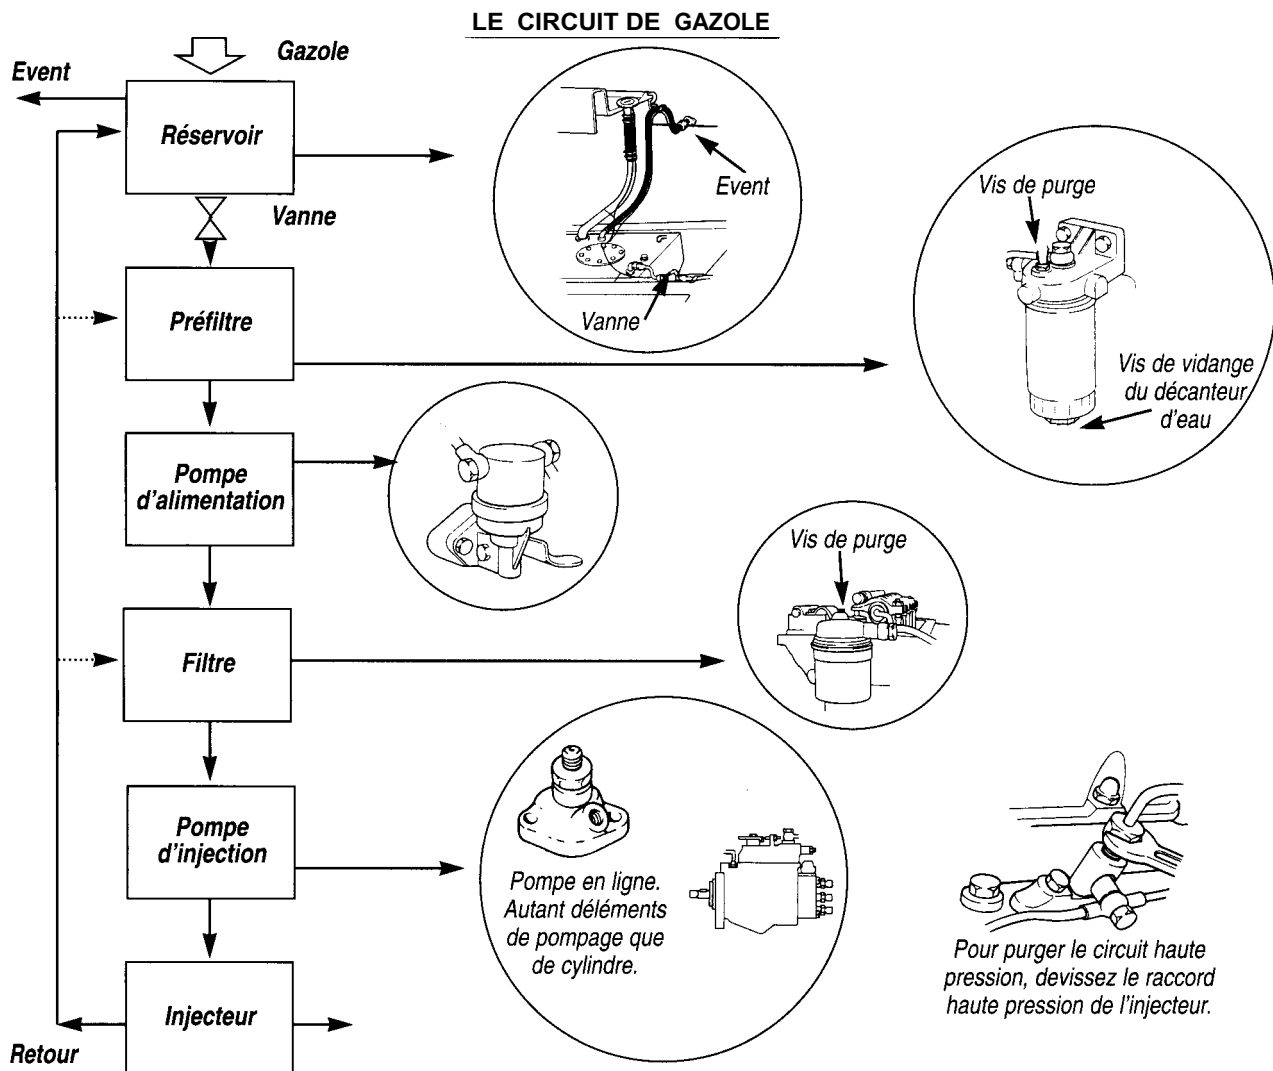 LE CIRCUIT DE GAZOLE
Gazole
Event
Réservoir
Vanne
Event
Vanne
Vis de purge
Vis de vidange
du décanteur
d'eau
Préfiltre
Pompe
d'alimentation
Vis de purge
Filtre
Pompe
d'injection
Pompe en ligne.
Autant déléments
de pompage que
de cylindre.
Pour purger le circuit haute
pression, devissez le raccord
haute pression de l'injecteur.
Injecteur
Retour